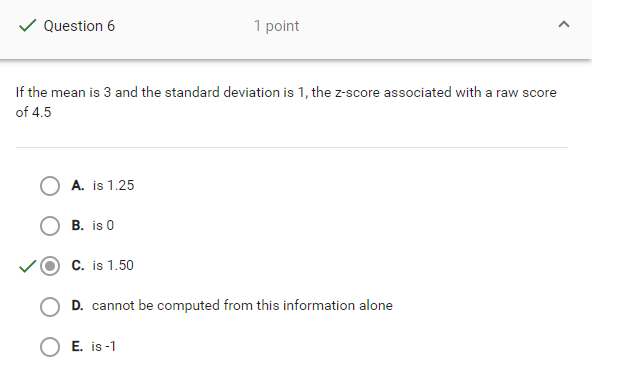 Question 6 1 point
If the mean is 3 and the standard deviation is 1, the z-score associated with a raw score
of 4.5
A. is 1.25
B. is 0
C. is 1.50
D. cannot be computed from this information alone
E. is -1